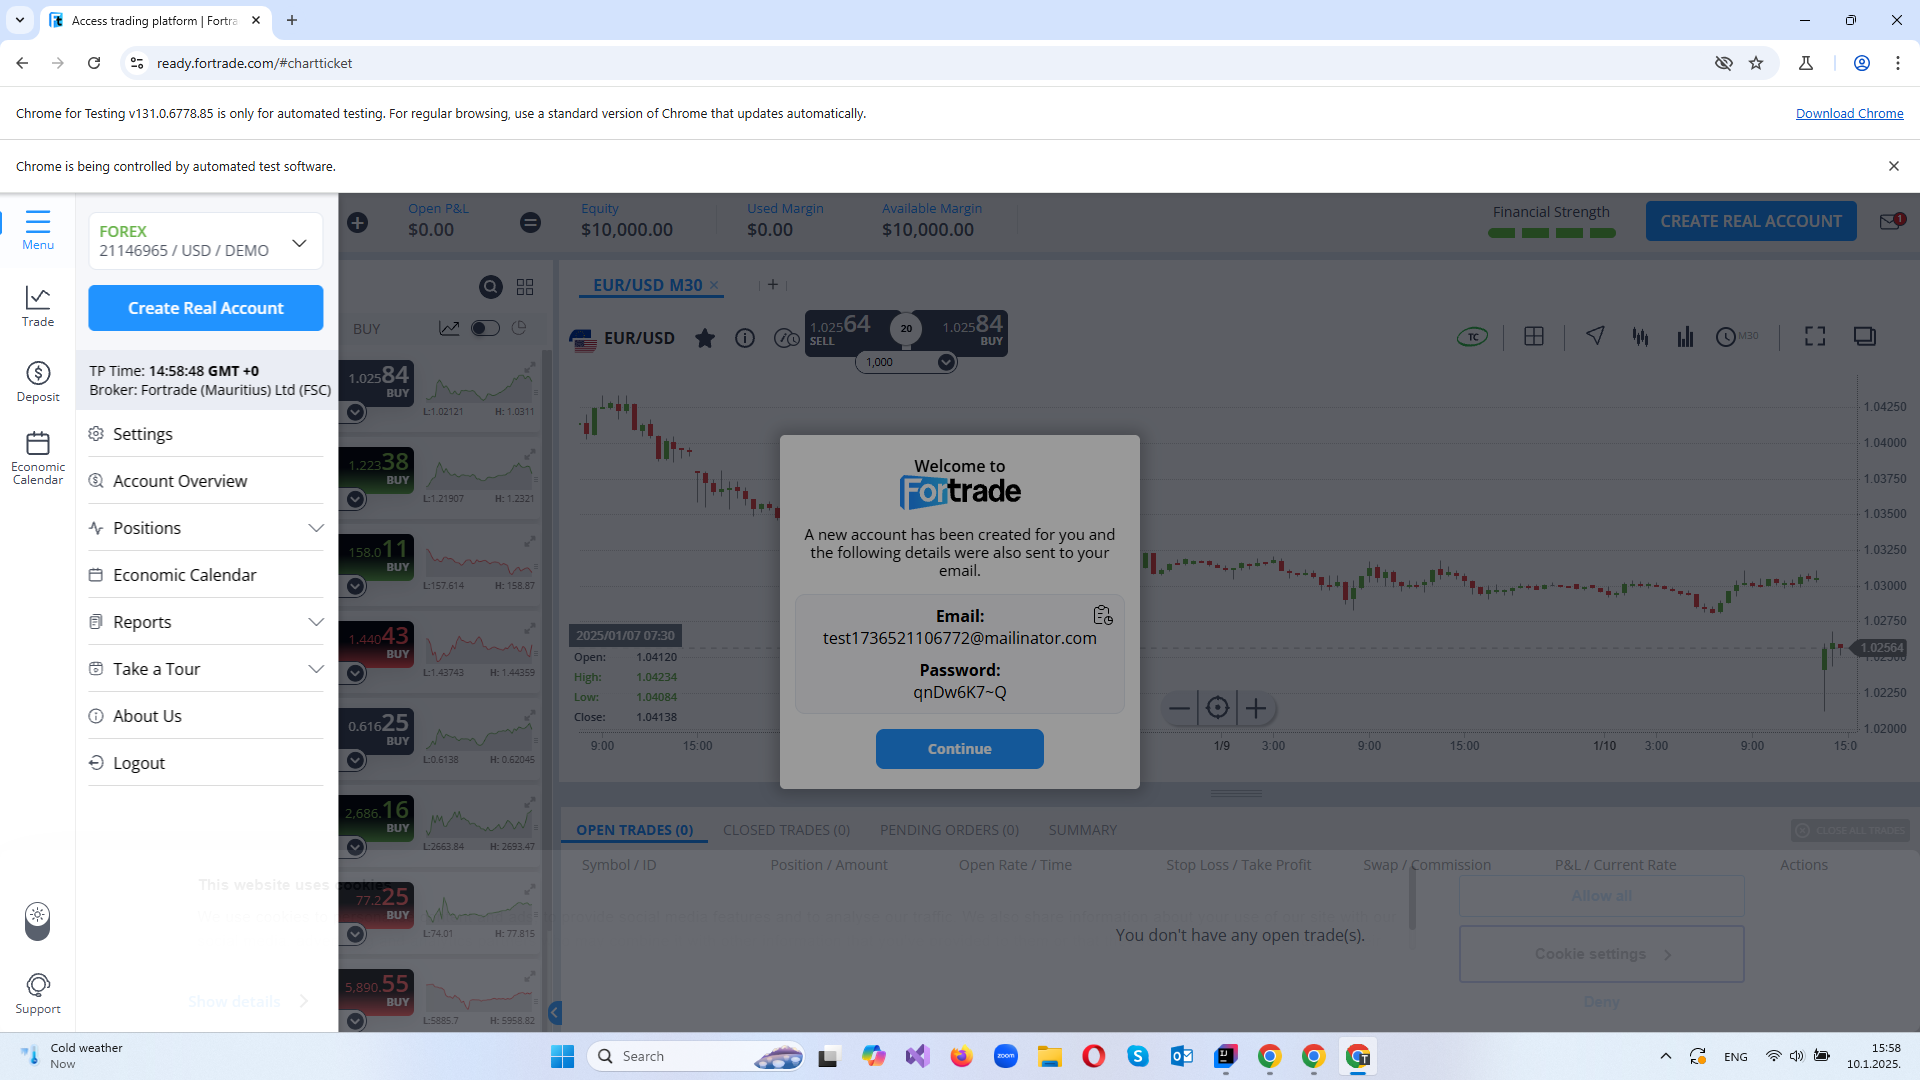 Access trading platform | Fortra
ready.fortrade.com/#chartticket
Chrome for Testing v131.0.6778.85 is only for automated testing. For regular browsing, use a standard version of Chrome that updates automatically.
Download Chrome
Chrome is being controlled by automated test software.
Menu
Trade
Deposit
Economic
Calendar
Support
FOREX
21146965 / USD / DEMO
Create Real Account
TP Time: 14:58:48 GMT +0
Broker: Fortrade (Mauritius) Ltd (FSC)
Settings
Account Overview
Positions
Economic Calendar
Reports
Take a Tour
About Us
Logout
Open P&L
$0.00
Equity
$10,000.00
Used Margin
$0.00
Available Margin
$10,000.00
Financial Strength
CREATE REAL ACCOUNT
1
BUY
1.02584
BUY
L:1.02121 H: 1.0311
1.22338
BUY
L:1.21907 H: 1.2321
158.011
BUY
L:157.614 H: 158.87
1.44043
BUY
L:1.43743 H: 1.44359
0.61625
BUY
L:0.6138 H: 0.62045
2,686.16
BUY
L:2663.84 H: 2693.47
77.225
BUY
L:74.01 H: 77.815
5,890.55
BUY
L:5885.7 H: 5958.82
EUR/USD M30
EUR/USD
1.02564
SELL
20
1.02584
BUY
1,000
TC
M30
1.04250
1.04000
1.03750
1.03500
1.03250
1.03000
1.02750
1.02564
1.02500
1.02250
1.02000
2025/01/07 07:30
Open: 1.04120
High: 1.04234
Low: 1.04084
Close: 1.04138
9:00 15:00 1/9 3:00 9:00 15:00 1/10 3:00 9:00 15:0
Welcome to
Fortrade
A new account has been created for you and
the following details were also sent to your
email.
Email:
test1736521106772@mailinator.com
Password:
qnDw6K7~Q
Continue
OPEN TRADES (0) CLOSED TRADES (0) PENDING ORDERS (0) SUMMARY
CLOSE ALL TRADES
Symbol / ID Position / Amount Open Rate / Time Stop Loss / Take Profit Swap / Commission P&L / Current Rate Actions
You don't have any open trade(s).
This website uses cookies
Show details
Allow all
Cookie settings
Deny
Cold weather
Now
Search
zoom
ENG
15:58
10.1.2025.